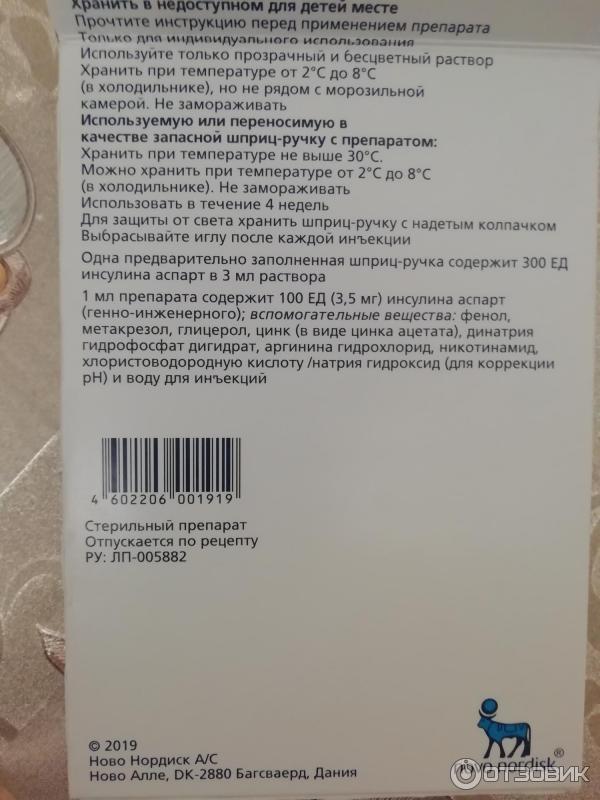 Хранить в недоступном для детей месте
Прочтите инструкцию перед применением препарата
Только для индивидуального использования
Используйте только прозрачный и бесцветный раствор
Хранить при температуре от 2°C до 8°C
(в холодильнике), но не рядом с морозильной
камерой. Не замораживать
Используемую или переносимую в
качестве запасной шприц-ручку с препаратом:
Хранить при температуре не выше 30°C.
Можно хранить при температуре от 2°C до 8°C
(в холодильнике). Не замораживать
Использовать в течение 4 недель
Для защиты от света хранить шприц-ручку с надетым колпачком
Выбрасывайте иглу после каждой инъекции
Одна предварительно заполненная шприц-ручка содержит 300 ЕД
инсулина аспарт в 3 мл раствора
1 мл препарата содержит 100 ЕД (3,5 мг) инсулина аспарт
(генно-инженерного); вспомогательные вещества: фенол,
метакрезол, глицерол, цинк (в виде цинка ацетата), динатрия
гидрофосфат дигидрат, аргинина гидрохлорид, никотинамид,
хлористоводородную кислоту /натрия гидроксид (для коррекции
pH) и воду для инъекций
4 602206 001919
Стерильный препарат
Отпускается по рецепту
РУ: ЛП-005882
© 2019
Ново Нордиск А/С
Ново Алле, DK-2880 Багсваерд, Дания
novo nordisk®
ОТЗОВИК